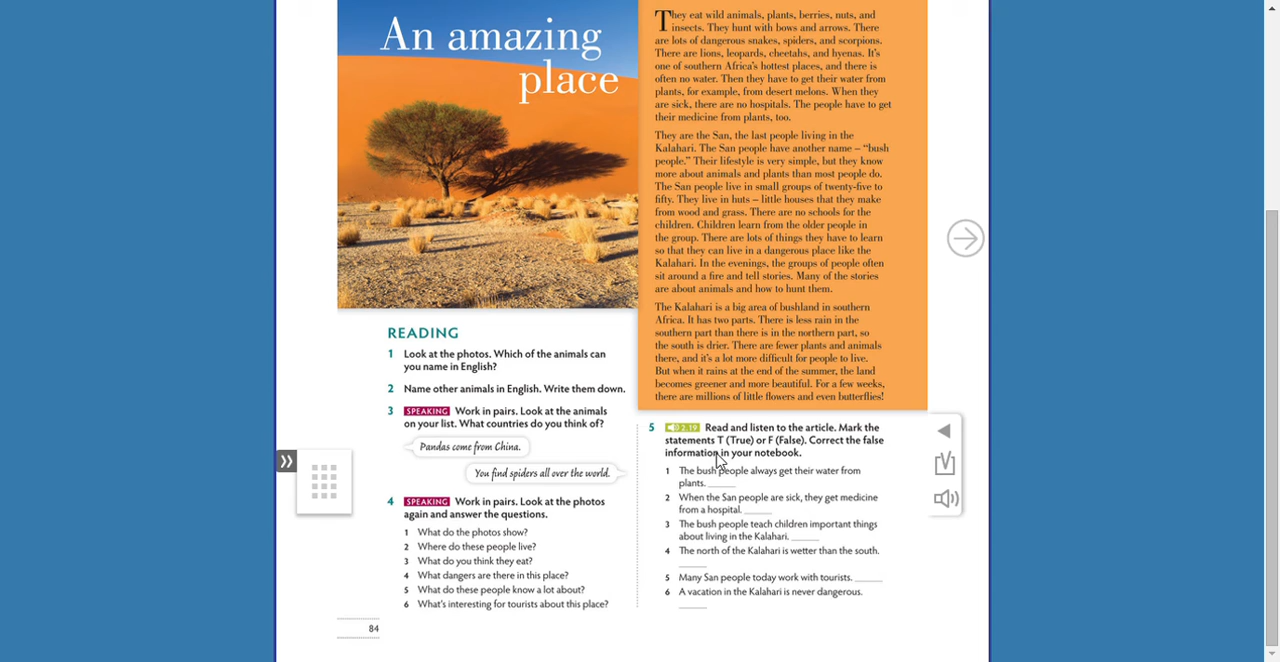 An amazing
place
They eat wild animals, plants, berries, nuts, and
insects. They hunt with bows and arrows. There
are lots of dangerous snakes, spiders, and scorpions.
There are lions, leopards, cheetahs, and hyenas. It's
one of southern Africa's hottest places, and there is
often no water. Then they have to get their water from
plants, for example, from desert melons. When they
are sick, there are no hospitals. The people have to get
their medicine from plants, too.
They are the San, the last people living in the
Kalahari. The San people have another name – “bush
people.” Their lifestyle is very simple, but they know
more about animals and plants than most people do.
The San people live in small groups of twenty-five to
fifty. They live in huts – little houses that they make
from wood and grass. There are no schools for the
children. Children learn from the older people in
the group. There are lots of things they have to learn
so that they can live in a dangerous place like the
Kalahari. In the evenings, the groups of people often
sit around a fire and tell stories. Many of the stories
are about animals and how to hunt them.
The Kalahari is a big area of bushland in southern
Africa. It has two parts. There is less rain in the
southern part than there is in the northern part, so
the south is drier. There are fewer plants and animals
there, and it's a lot more difficult for people to live.
But when it rains at the end of the summer, the land
becomes greener and more beautiful. For a few weeks,
there are millions of little flowers and even butterflies!
READING
1 Look at the photos. Which of the animals can
you name in English?
2 Name other animals in English. Write them down.
3 SPEAKING Work in pairs. Look at the animals
on your list. What countries do you think of?
Pandas come from China.
You find spiders all over the world.
4 SPEAKING Work in pairs. Look at the photos
again and answer the questions.
1 What do the photos show?
2 Where do these people live?
3 What do you think they eat?
4 What dangers are there in this place?
5 What do these people know a lot about?
6 What's interesting for tourists about this place?
5 2.19 Read and listen to the article. Mark the
statements T (True) or F (False). Correct the false
information in your notebook.
1 The bush people always get their water from
plants. ______
2 When the San people are sick, they get medicine
from a hospital. ______
3 The bush people teach children important things
about living in the Kalahari. ______
4 The north of the Kalahari is wetter than the south.
______
5 Many San people today work with tourists. ______
6 A vacation in the Kalahari is never dangerous.
______
84